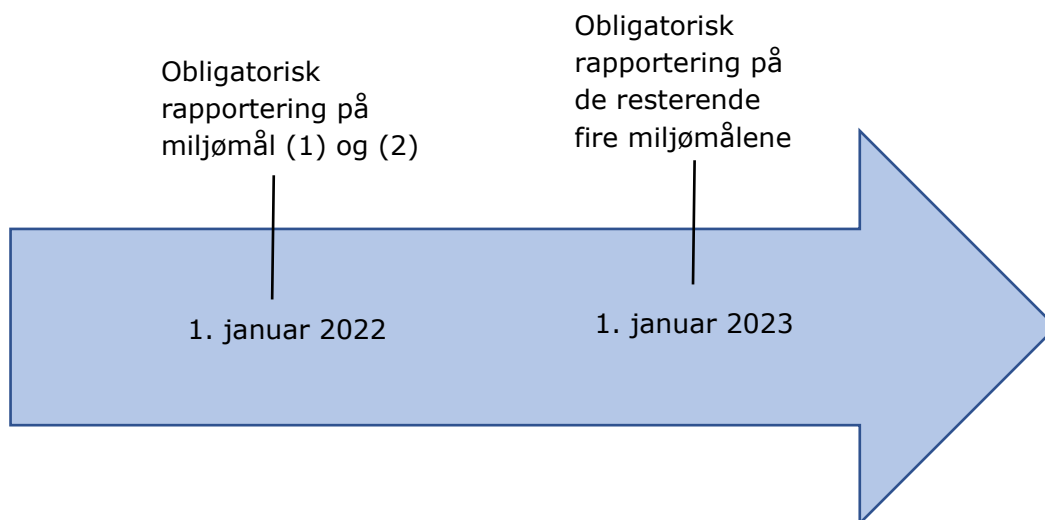 Obligatorisk
rapportering på
miljømål (1) og (2)
1. januar 2022
Obligatorisk
rapportering på
de resterende
fire miljømålene
1. januar 2023